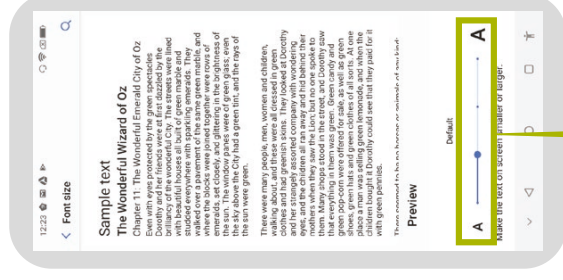 12:23
Font size
Sample text
The Wonderful Wizard of Oz
Chapter 11. The Wonderful Emerald City of Oz
Even with eyes protected by the green spectacles
Dorothy and her friends were at first dazzled by the
brilliancy of the wonderful City. The streets were lined
with beautiful houses all built of green marble and
studded everywhere with sparkling emeralds. They
walked over a pavement of the same green marble, and
where the blocks were joined together were rows of
emeralds, set closely, and glittering in the brightness of
the sun. The window panes were of green glass; even
the sky above the City had a green tint, and the rays of
the sun were green.
There were many people, men, women and children,
walking about, and these were all dressed in green
clothes and had greenish skins. They looked at Dorothy
and her strangely assorted company with wondering
eyes, and the children all ran away and hid behind their
mothers when they saw the Lion; but no one spoke to
them. Many shops stood in the street, and Dorothy saw
that everything in them was green. Green candy and
green pop-corn were offered for sale, as well as green
shoes, green hats and green clothes of all sorts. At one
place a man was selling green lemonade, and when the
children bought it Dorothy could see that they paid for it
with green pennies.
There seemed to be no horses or animals of any kind;
Preview
Default
A A
Make the text on screen smaller or larger.